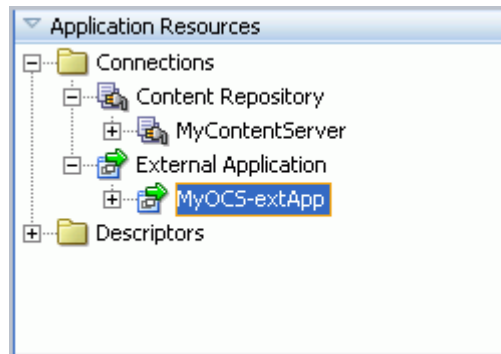 Application Resources
Connections
Content Repository
MyContentServer
External Application
MyOCS-extApp
Descriptors